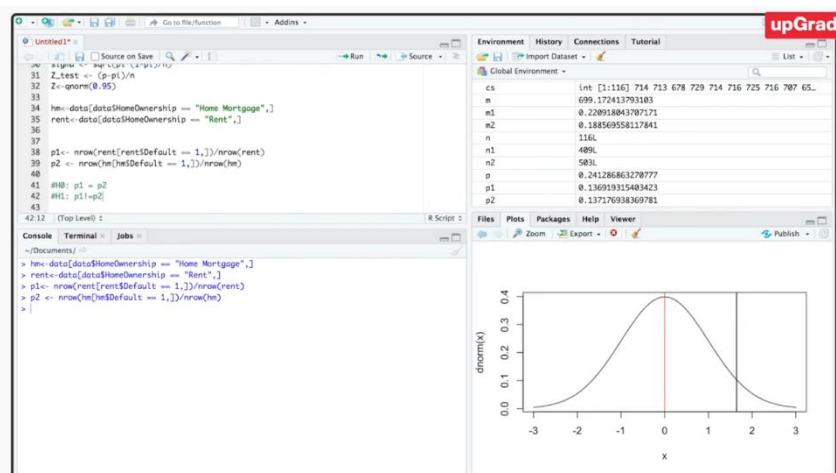 upGrad
Go to file/function
Addins
Untitled1*
Source on Save
Run
Source
31 Z_test <- (p-pi)/n
32 Z<-qnorm(0.95)
33
34 hm<-data[data$HomeOwnership == "Home Mortgage",]
35 rent<-data[data$HomeOwnership == "Rent",]
36
37
38 p1<- nrow(rent[rent$Default == 1,])/nrow(rent)
39 p2 <- nrow(hm[hm$Default == 1,])/nrow(hm)
40
41 #H0: p1 = p2
42 #H1: p1!=p2
43
42:12 (Top Level) R Script
Console Terminal Jobs
~/Documents/
> hm<-data[data$HomeOwnership == "Home Mortgage",]
> rent<-data[data$HomeOwnership == "Rent",]
> p1<- nrow(rent[rent$Default == 1,])/nrow(rent)
> p2 <- nrow(hm[hm$Default == 1,])/nrow(hm)
>
Environment History Connections Tutorial
Import Dataset List
Global Environment
cs int [1:116] 714 713 678 729 714 716 725 716 707 65…
m 699.172413793103
m1 0.220918043707171
m2 0.188569558117841
n 116L
n1 409L
n2 503L
p 0.241286863270777
p1 0.136919315403423
p2 0.137176938369781
Files Plots Packages Help Viewer
Zoom Export Publish
dnorm(x)
0.4
0.3
0.2
0.1
0.0
-3 -2 -1 0 1 2 3
x